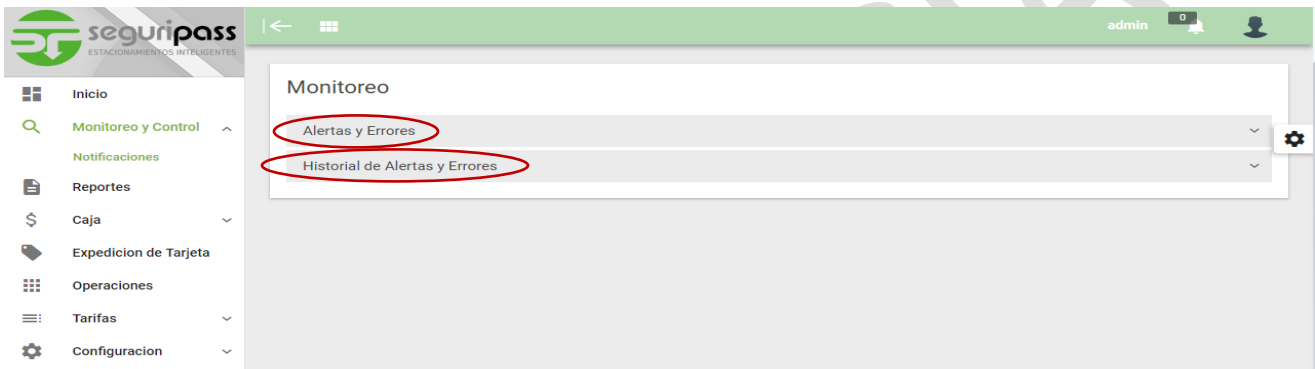 seguripass
ESTACIONAMIENTOS INTELIGENTES
admin
0
Inicio
Monitoreo y Control
Notificaciones
Reportes
Caja
Expedicion de Tarjeta
Operaciones
Tarifas
Configuracion
Monitoreo
Alertas y Errores
Historial de Alertas y Errores